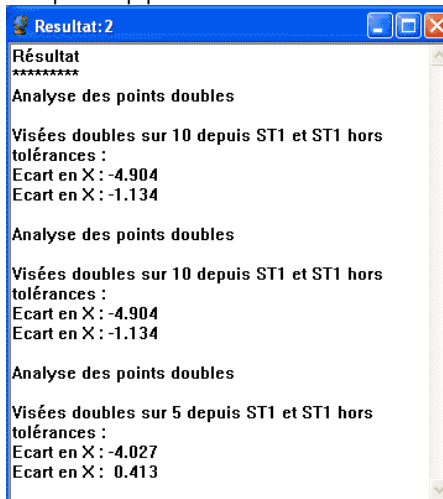 Resultat:2
Résultat
*********
Analyse des points doubles
Visées doubles sur 10 depuis ST1 et ST1 hors
tolérances :
Ecart en X : -4.904
Ecart en X : -1.134
Analyse des points doubles
Visées doubles sur 10 depuis ST1 et ST1 hors
tolérances :
Ecart en X : -4.904
Ecart en X : -1.134
Analyse des points doubles
Visées doubles sur 5 depuis ST1 et ST1 hors
tolérances :
Ecart en X : -4.027
Ecart en X :  0.413